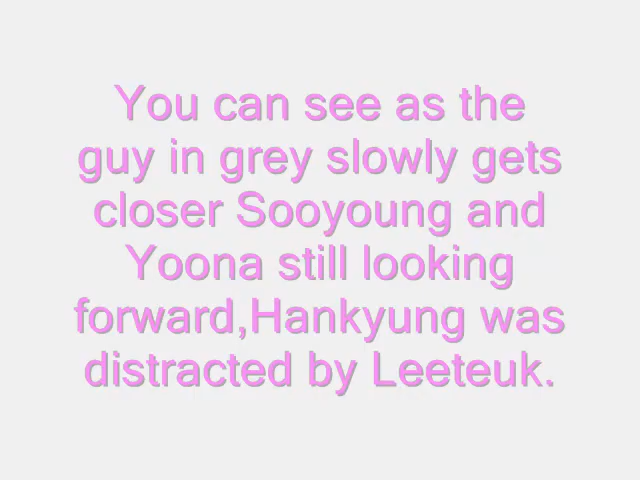 You can see as the
guy in grey slowly gets
closer Sooyoung and
Yoona still looking
forward,Hankyung was
distracted by Leeteuk.